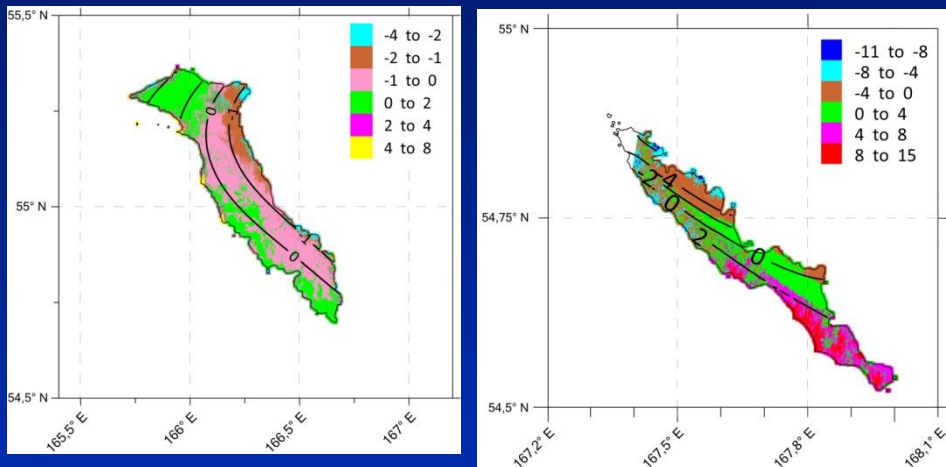 55,5° N
55° N
54,5° N
165,5° E
166° E
166,5° E
167° E
-4 to -2
-2 to -1
-1 to 0
0 to 2
2 to 4
4 to 8
0
-1
0
-1
55° N
54,75° N
54,5° N
167,2° E
167,5° E
167,8° E
168,1° E
-11 to -8
-8 to -4
-4 to 0
0 to 4
4 to 8
8 to 15
-4
-2
0
2
0